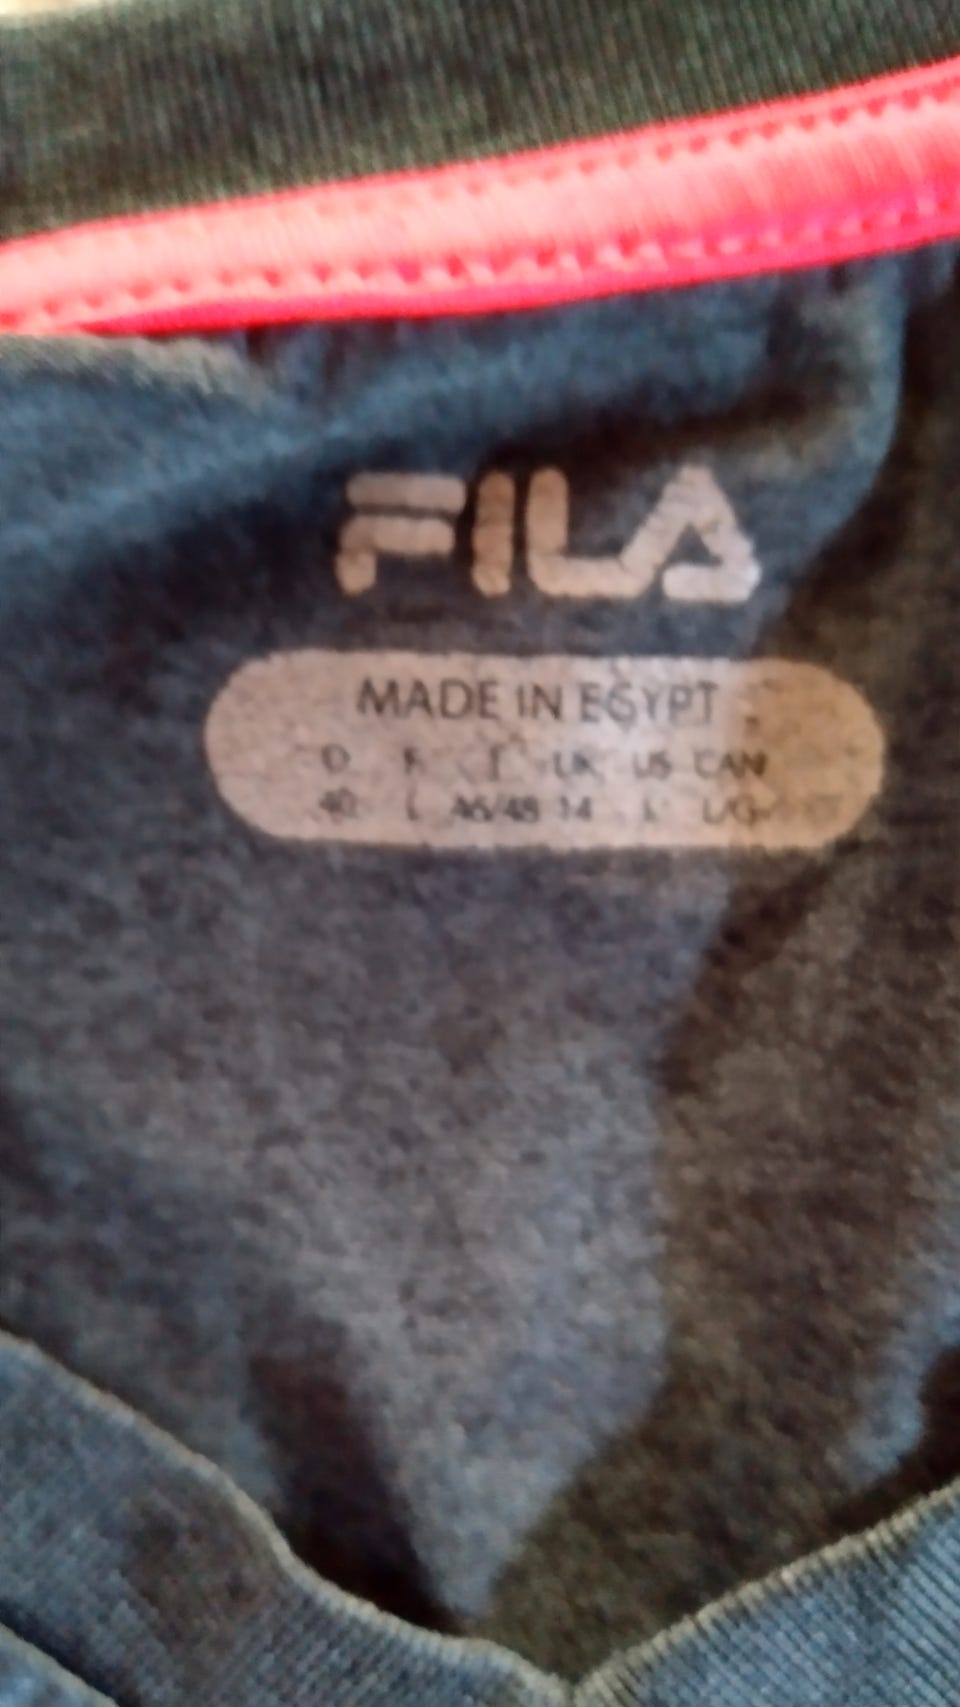 FILA
MADE IN EGYPT
D F I UK US CAN
40 L 46/48 14 L L/G